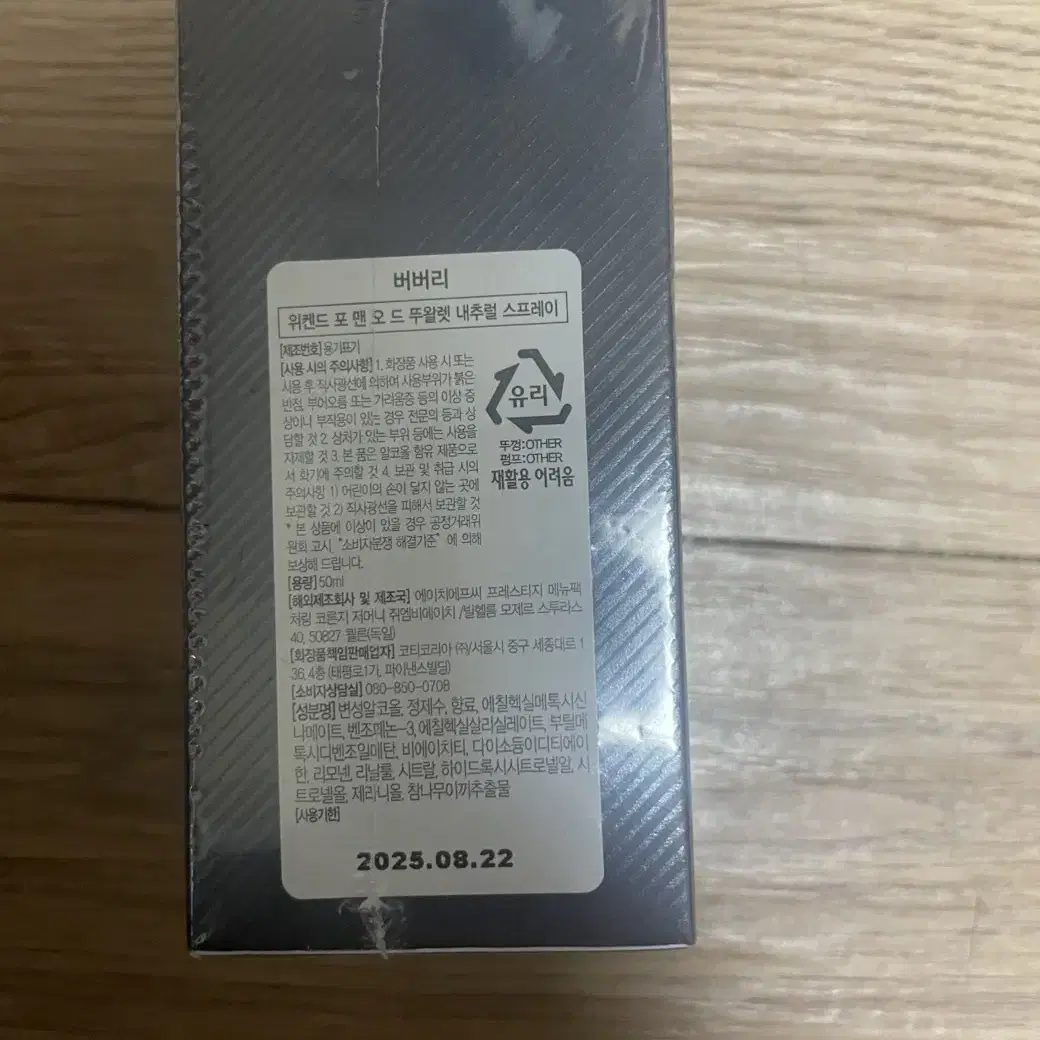 버버리
위켄드 포 맨 오 드 뚜왈렛 내추럴 스프레이
[제조번호]용기표기
[사용 시의 주의사항] 1. 화장품 사용 시 또는
사용 후 직사광선에 의하여 사용부위가 붉은
반점, 부어오름 또는 가려움증 등의 이상 증
상이나 부작용이 있는 경우 전문의 등과 상
담할 것 2. 상처가 있는 부위 등에는 사용을
자제할 것 3. 본 품은 알코올 함유 제품으로
서 화기에 주의할 것 4. 보관 및 취급 시의
주의사항 1) 어린이의 손이 닿지 않는 곳에
보관할 것 2) 직사광선을 피해서 보관할 것
* 본 상품에 이상이 있을 경우 공정거래위
원회 고시, "소비자분쟁 해결기준" 에 의해
보상해 드립니다.
유리
뚜껑:OTHER
펌프:OTHER
재활용 어려움
[용량] 50ml
[해외제조회사 및 제조국] 에이치에프씨 프레스티지 메뉴팩
처링 코른지 저머니 쥐엠비에이치 /빌헬름 모제르 스투라스
40, 50827 쾰른(독일)
[화장품책임판매업자] 코티코리아 ㈜/서울시 중구 세종대로 1
36, 4층 (태평로1가, 파이낸스빌딩)
[소비자상담실] 080-850-0708
[성분명] 변성알코올, 정제수, 향료, 에칠헥실메톡시신
나메이트, 벤조페논-3, 에칠헥실살리실레이트, 부틸메
톡시디벤조일메탄, 비에이치티, 다이소듐이디티에이
한, 리모넨, 리날룰, 시트랄, 하이드록시시트로넬알, 시
트로넬올, 제라니올, 참나무이끼추출물
[사용기한]
2025.08.22